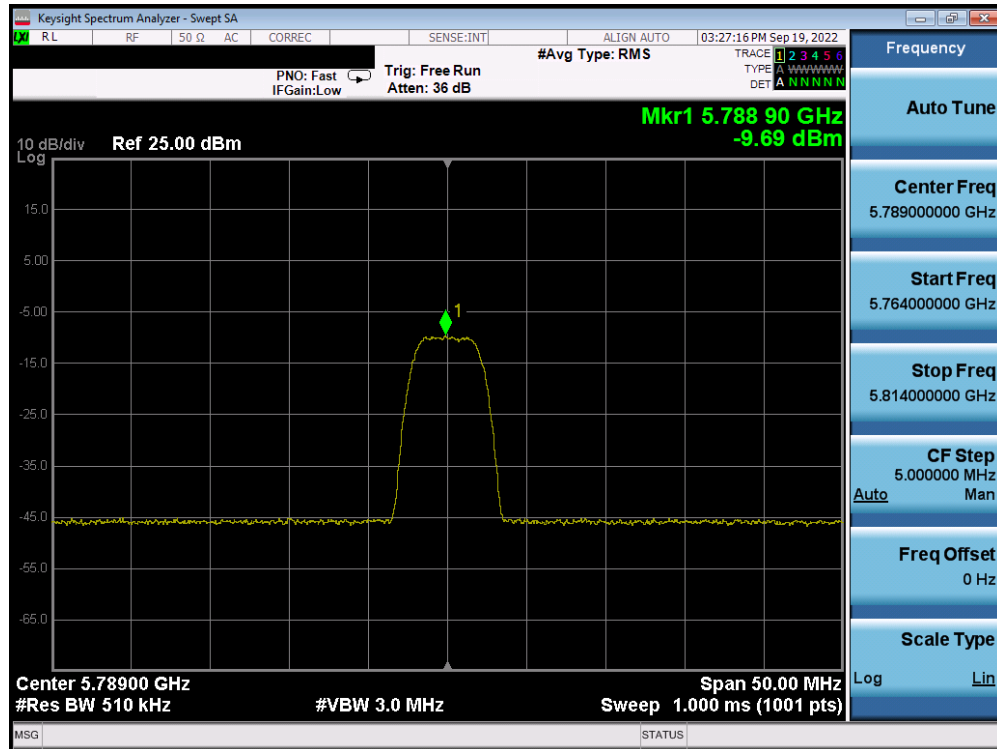 Keysight Spectrum Analyzer - Swept SA
LXI RL RF 50 Ω AC CORREC SENSE:INT ALIGN AUTO 03:27:16 PM Sep 19, 2022
#Avg Type: RMS TRACE 1 2 3 4 5 6
PNO: Fast Trig: Free Run TYPE A WWWWW
IFGain:Low Atten: 36 dB DET A N N N N N
Mkr1 5.788 90 GHz
-9.69 dBm
10 dB/div Ref 25.00 dBm
Log
15.0
5.00
1
-5.00
-15.0
-25.0
-35.0
-45.0
-55.0
-65.0
Center 5.78900 GHz Span 50.00 MHz
#Res BW 510 kHz #VBW 3.0 MHz Sweep 1.000 ms (1001 pts)
MSG STATUS
Frequency
Auto Tune
Center Freq
5.789000000 GHz
Start Freq
5.764000000 GHz
Stop Freq
5.814000000 GHz
CF Step
5.000000 MHz
Auto Man
Freq Offset
0 Hz
Scale Type
Log Lin